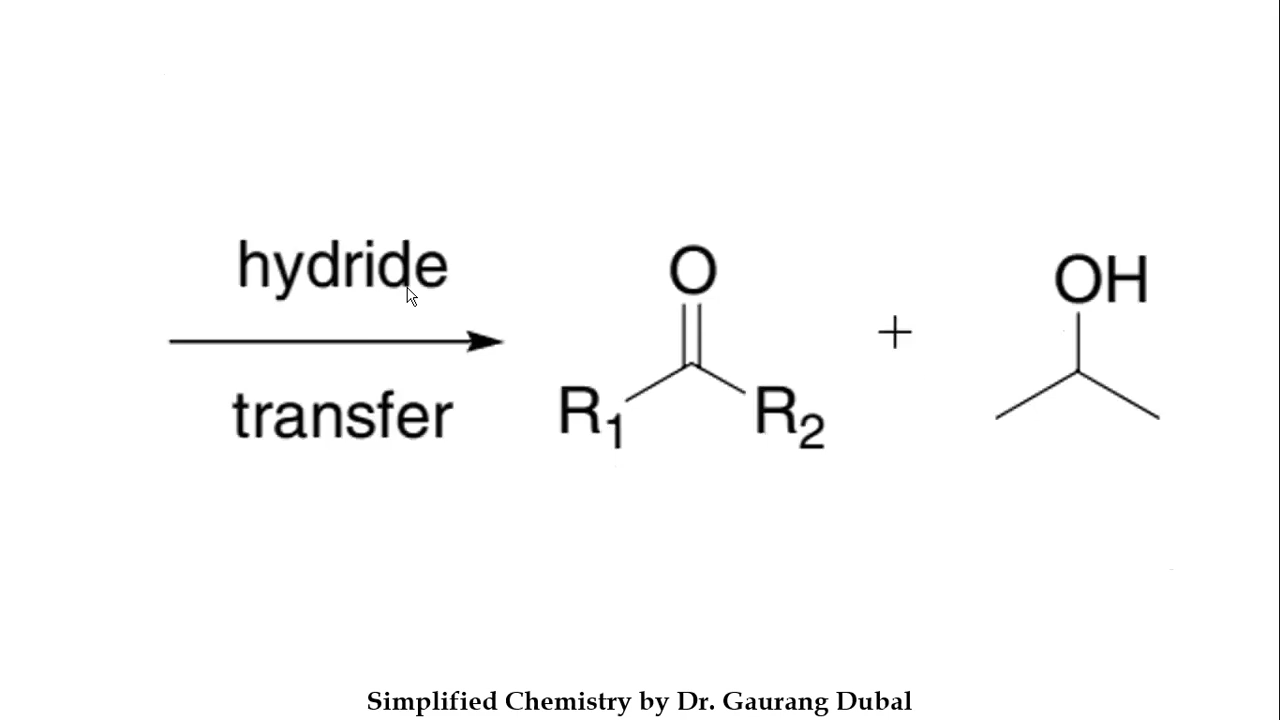 hydride
transfer
O
R1
R2
+
OH
Simplified Chemistry by Dr. Gaurang Dubal